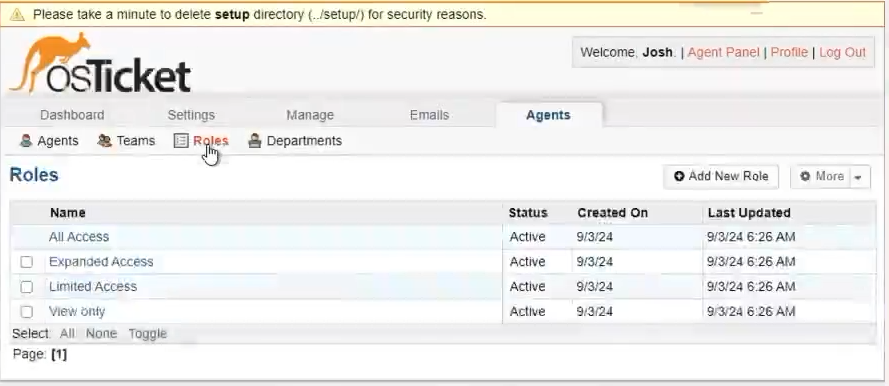 Please take a minute to delete setup directory (../setup/) for security reasons.
osTicket
Welcome, Josh. | Agent Panel | Profile | Log Out
Dashboard Settings Manage Emails Agents
Agents Teams Roles Departments
Roles
Add New Role More
Name Status Created On Last Updated
All Access Active 9/3/24 9/3/24 6:26 AM
Expanded Access Active 9/3/24 9/3/24 6:26 AM
Limited Access Active 9/3/24 9/3/24 6:26 AM
View only Active 9/3/24 9/3/24 6:26 AM
Select: All None Toggle
Page: [1]